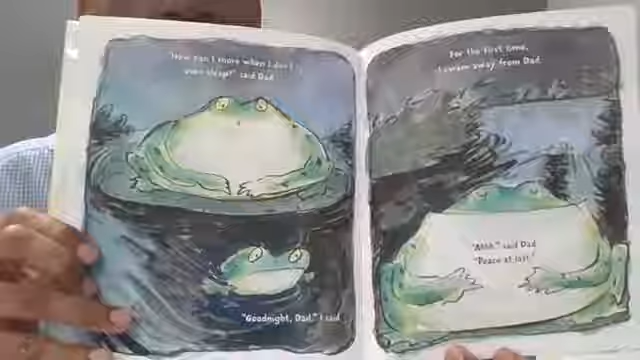 "How can I snore when I don't
even sleep?" said Dad.
"Goodnight, Dad," I said.
For the first time,
I swam away from Dad.
"Ahhh," said Dad.
"Peace at last."